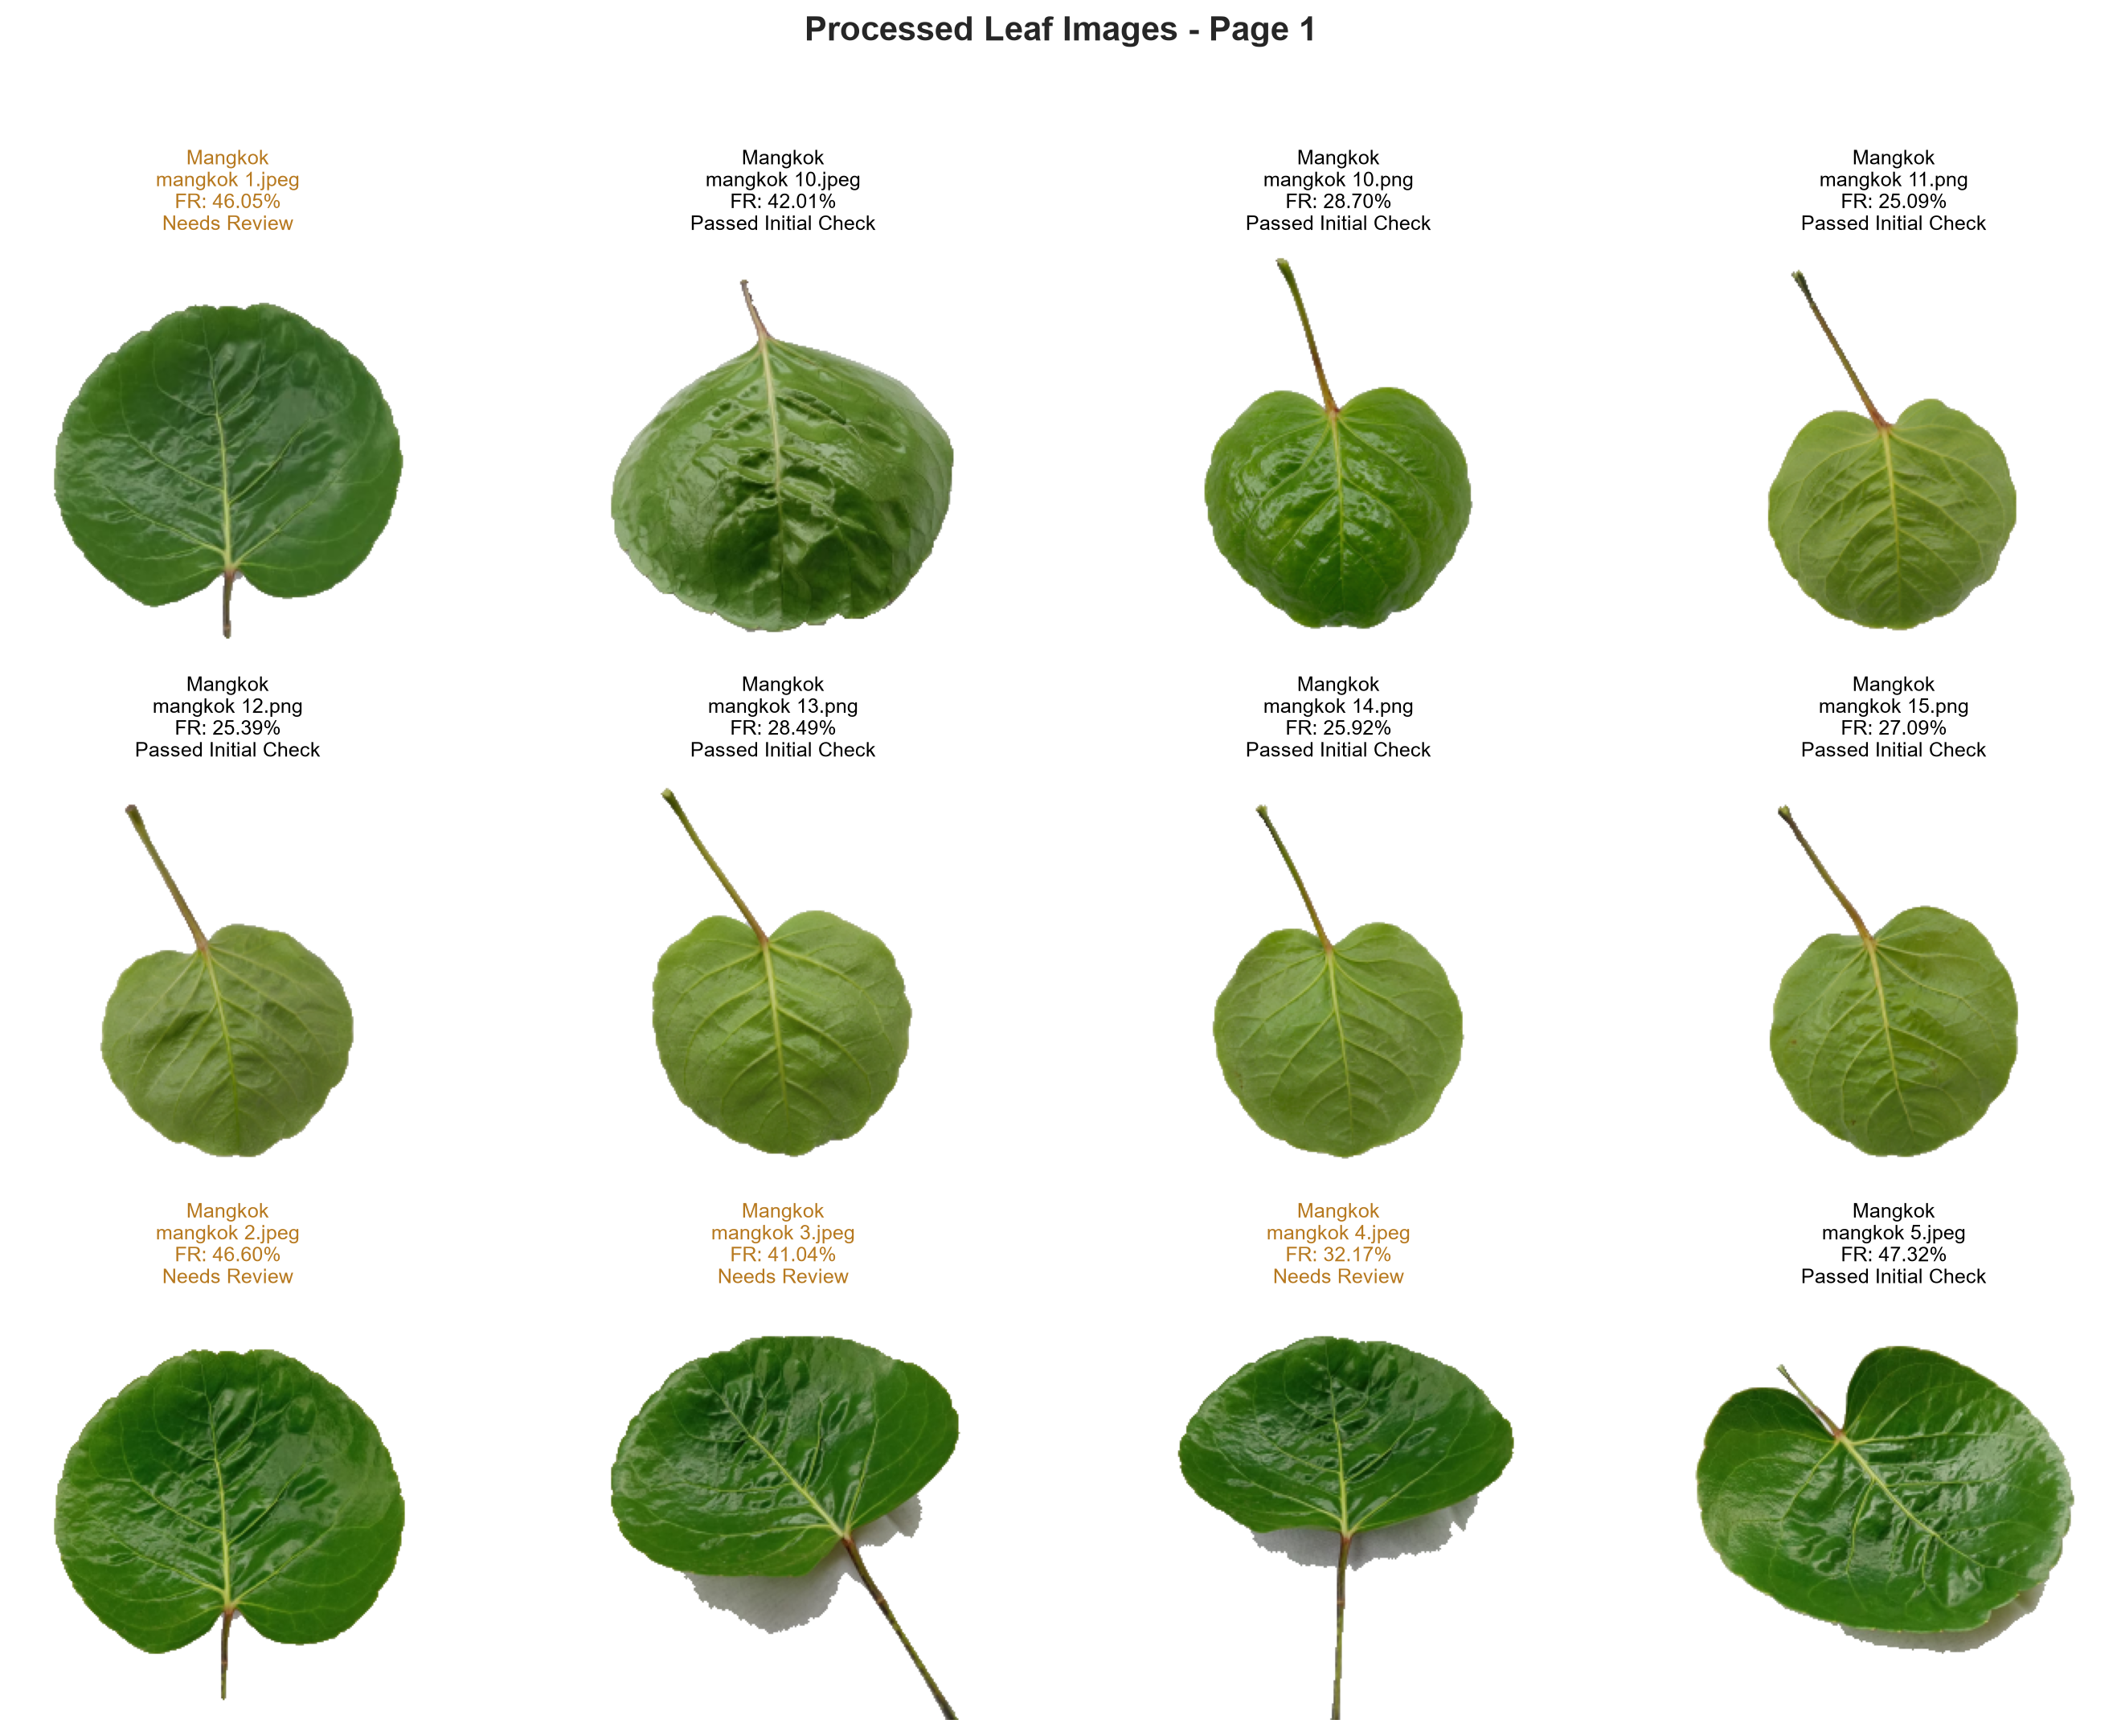 Processed Leaf Images - Page 1
Mangkok
mangkok 1.jpeg
FR: 46.05%
Needs Review
Mangkok
mangkok 10.jpeg
FR: 42.01%
Passed Initial Check
Mangkok
mangkok 10.png
FR: 28.70%
Passed Initial Check
Mangkok
mangkok 11.png
FR: 25.09%
Passed Initial Check
Mangkok
mangkok 12.png
FR: 25.39%
Passed Initial Check
Mangkok
mangkok 13.png
FR: 28.49%
Passed Initial Check
Mangkok
mangkok 14.png
FR: 25.92%
Passed Initial Check
Mangkok
mangkok 15.png
FR: 27.09%
Passed Initial Check
Mangkok
mangkok 2.jpeg
FR: 46.60%
Needs Review
Mangkok
mangkok 3.jpeg
FR: 41.04%
Needs Review
Mangkok
mangkok 4.jpeg
FR: 32.17%
Needs Review
Mangkok
mangkok 5.jpeg
FR: 47.32%
Passed Initial Check